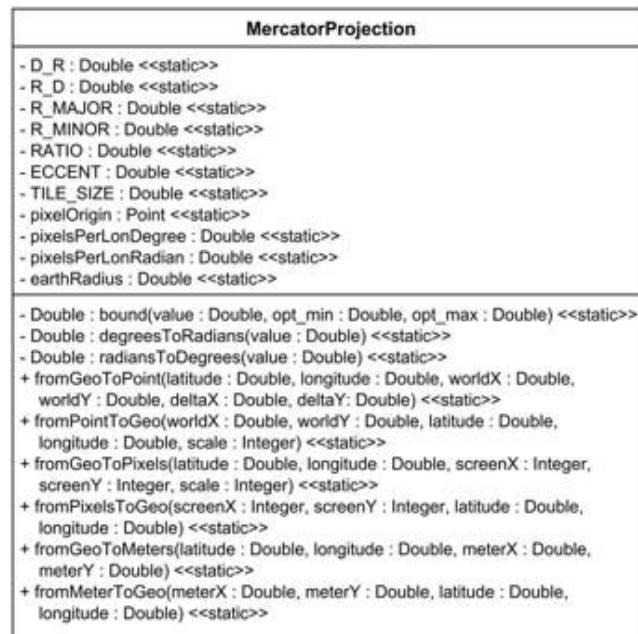 MercatorProjection
- D_R : Double <<static>>
- R_D : Double <<static>>
- R_MAJOR : Double <<static>>
- R_MINOR : Double <<static>>
- RATIO : Double <<static>>
- ECCENT : Double <<static>>
- TILE_SIZE : Double <<static>>
- pixelOrigin : Point <<static>>
- pixelsPerLonDegree : Double <<static>>
- pixelsPerLonRadian : Double <<static>>
- earthRadius : Double <<static>>
- Double : bound(value : Double, opt_min : Double, opt_max : Double) <<static>>
- Double : degreesToRadians(value : Double) <<static>>
- Double : radiansToDegrees(value : Double) <<static>>
+ fromGeoToPoint(latitude : Double, longitude : Double, worldX : Double,
worldY : Double, deltaX : Double, deltaY: Double) <<static>>
+ fromPointToGeo(worldX : Double, worldY : Double, latitude : Double,
longitude : Double, scale : Integer) <<static>>
+ fromGeoToPixels(latitude : Double, longitude : Double, screenX : Integer,
screenY : Integer, scale : Integer) <<static>>
+ fromPixelsToGeo(screenX : Integer, screenY : Integer, latitude : Double,
longitude : Double) <<static>>
+ fromGeoToMeters(latitude : Double, longitude : Double, meterX : Double,
meterY : Double) <<static>>
+ fromMeterToGeo(meterX : Double, meterY : Double, latitude : Double,
longitude : Double) <<static>>